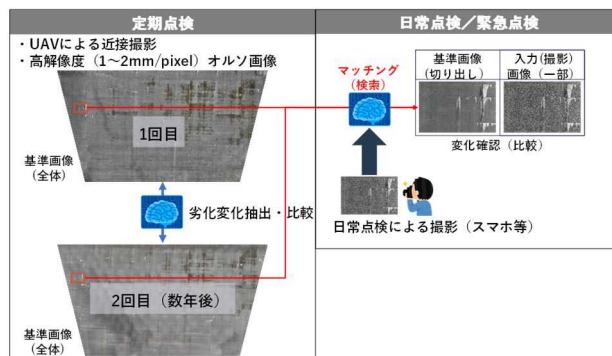 定期点検
・UAVによる近接撮影
・高解像度（1～2mm/pixel）オルソ画像
1回目
基準画像
(全体)
劣化変化抽出・比較
2回目（数年後）
基準画像
(全体)
日常点検／緊急点検
マッチング
(検索)
基準画像
(切り出し)
入力(撮影)
画像（一部）
変化確認（比較）
日常点検による撮影（スマホ等）